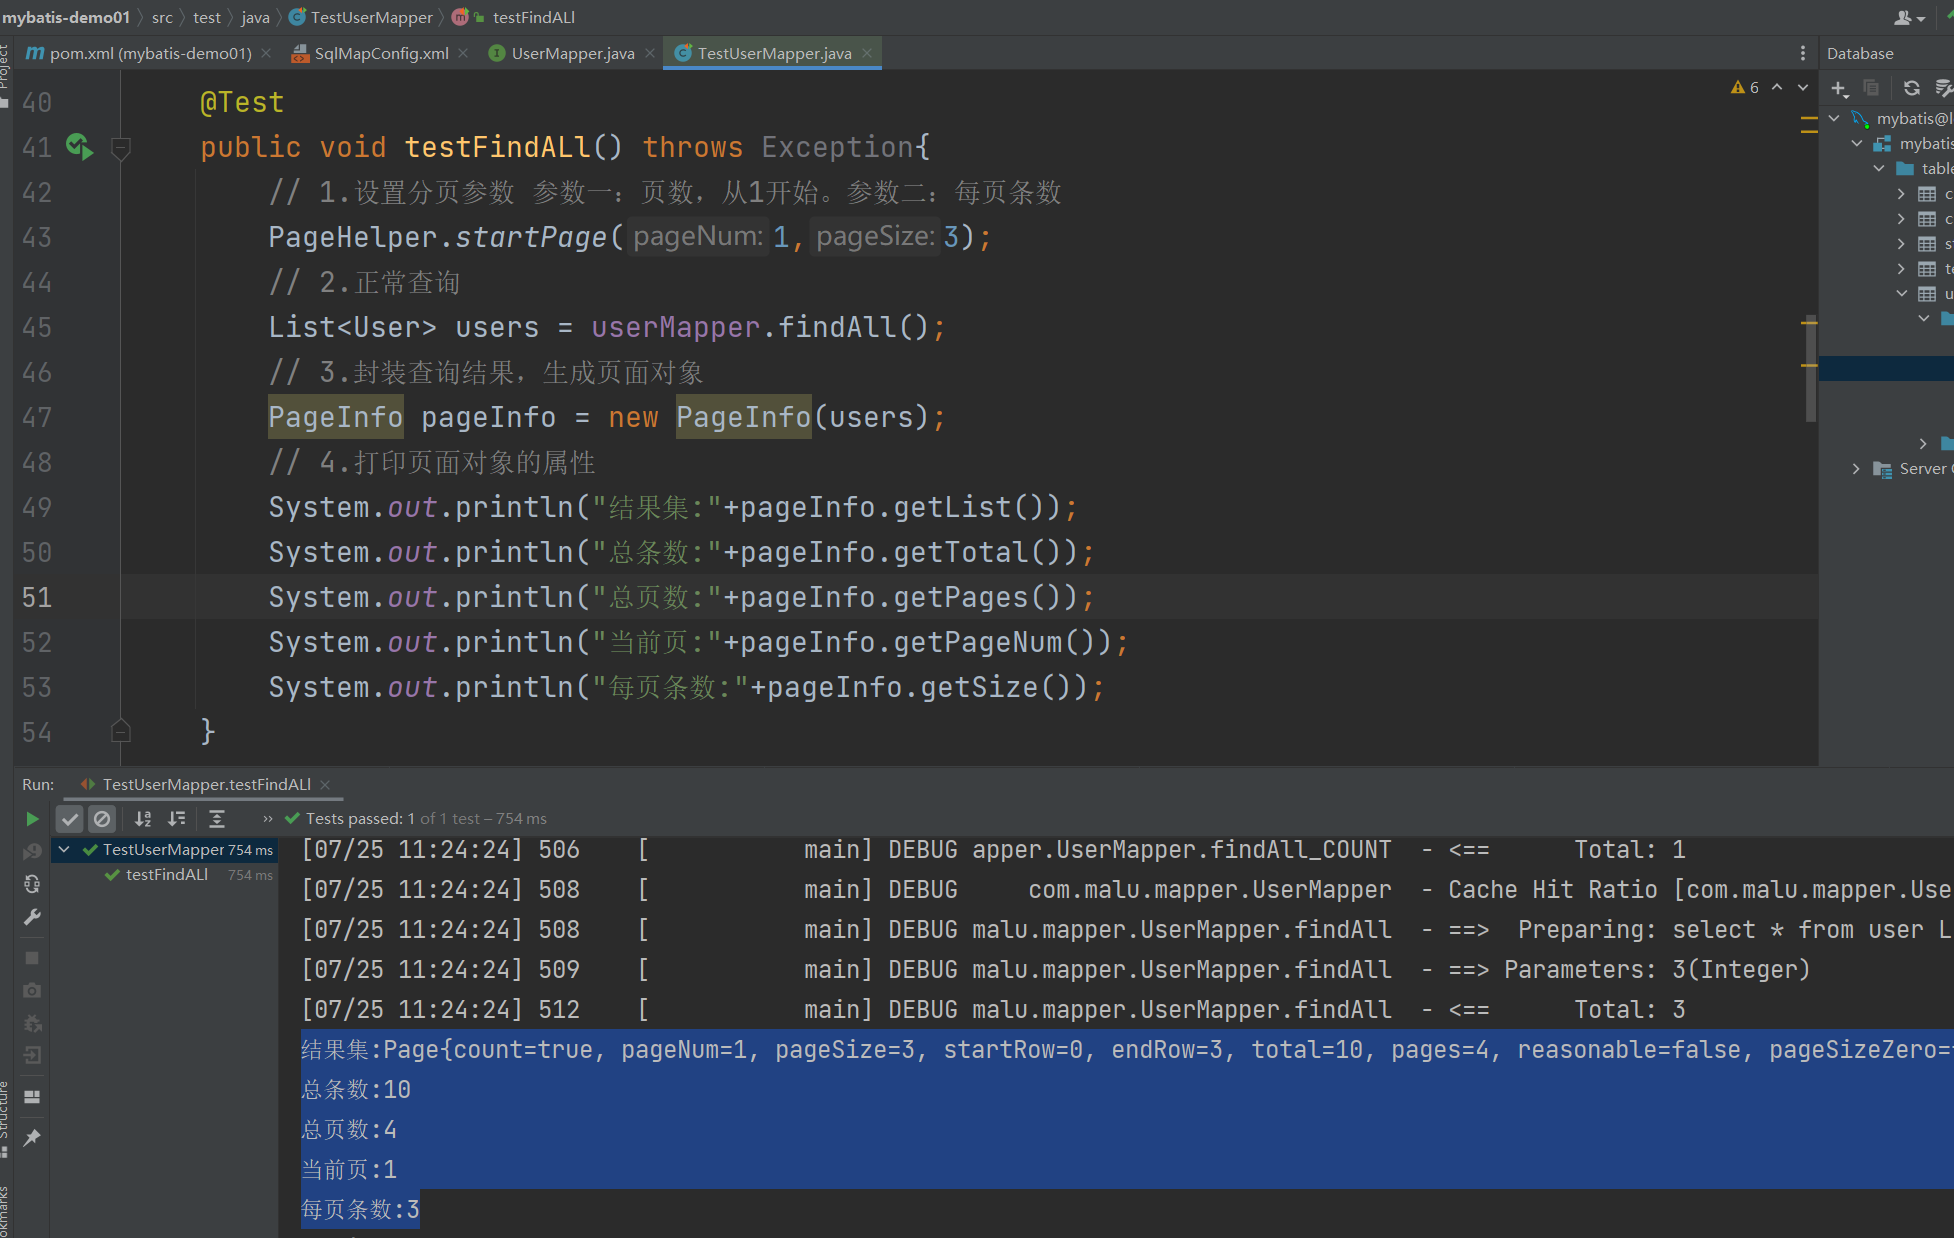 mybatis-demo01 src test java TestUserMapper testFindALl
pom.xml (mybatis-demo01) SqlMapConfig.xml UserMapper.java TestUserMapper.java Database
Project
6
40 @Test
41 public void testFindALl() throws Exception{
42 // 1.设置分页参数 参数一：页数，从1开始。参数二：每页条数
43 PageHelper.startPage( pageNum: 1, pageSize: 3);
44 // 2.正常查询
45 List<User> users = userMapper.findAll();
46 // 3.封装查询结果，生成页面对象
47 PageInfo pageInfo = new PageInfo(users);
48 // 4.打印页面对象的属性
49 System.out.println("结果集:"+pageInfo.getList());
50 System.out.println("总条数:"+pageInfo.getTotal());
51 System.out.println("总页数:"+pageInfo.getPages());
52 System.out.println("当前页:"+pageInfo.getPageNum());
53 System.out.println("每页条数:"+pageInfo.getSize());
54 }
mybatis@l
mybatis
table
c
c
s
te
u
Server
Run: TestUserMapper.testFindALl
» Tests passed: 1 of 1 test – 754 ms
TestUserMapper 754 ms
testFindALl 754 ms
[07/25 11:24:24] 506 [ main] DEBUG apper.UserMapper.findAll_COUNT - <== Total: 1
[07/25 11:24:24] 508 [ main] DEBUG com.malu.mapper.UserMapper - Cache Hit Ratio [com.malu.mapper.Use
[07/25 11:24:24] 508 [ main] DEBUG malu.mapper.UserMapper.findAll - ==> Preparing: select * from user L
[07/25 11:24:24] 509 [ main] DEBUG malu.mapper.UserMapper.findAll - ==> Parameters: 3(Integer)
[07/25 11:24:24] 512 [ main] DEBUG malu.mapper.UserMapper.findAll - <== Total: 3
结果集:Page{count=true, pageNum=1, pageSize=3, startRow=0, endRow=3, total=10, pages=4, reasonable=false, pageSizeZero=
总条数:10
总页数:4
当前页:1
每页条数:3
Structure
okmarks